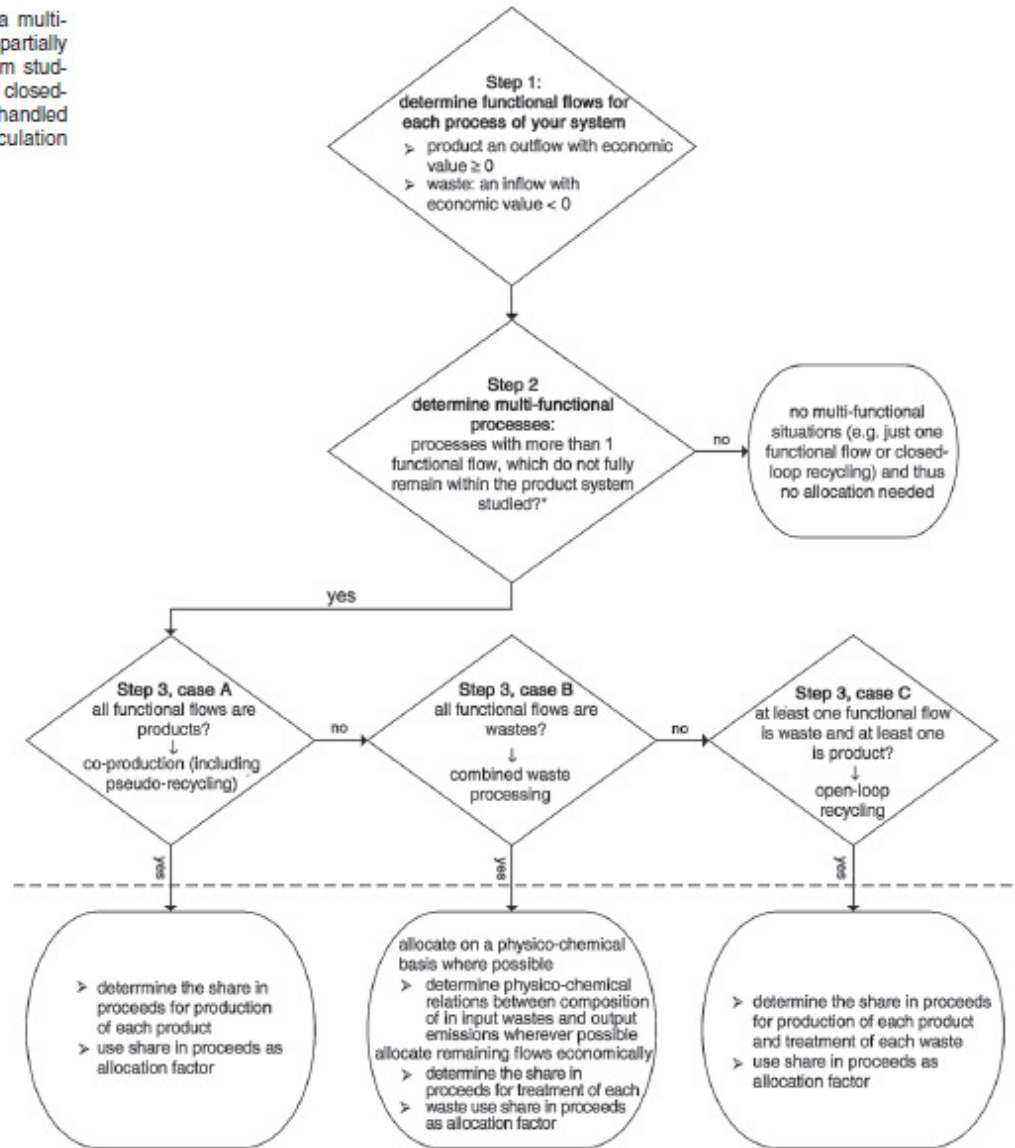 a multi-
partially
m stud-
closed-
handled
culation
Step 1:
determine functional flows for
each process of your system
➤ product an outflow with economic
value ≥ 0
➤ waste: an inflow with
economic value < 0
Step 2
determine multi-functional
processes:
processes with more than 1
functional flow, which do not fully
remain within the product system
studied?*
no
no multi-functional
situations (e.g. just one
functional flow or closed-
loop recycling) and thus
no allocation needed
yes
Step 3, case A
all functional flows are
products?
↓
co-production (including
pseudo-recycling)
no
Step 3, case B
all functional flows are
wastes?
↓
combined waste
processing
no
Step 3, case C
at least one functional flow
is waste and at least one
is product?
↓
open-loop
recycling
yes
yes
yes
➤ determine the share in
proceeds for production
of each product
➤ use share in proceeds as
allocation factor
allocate on a physico-chemical
basis where possible
➤ determine physico-chemical
relations between composition
of in input wastes and output
emissions wherever possible
allocate remaining flows economically
➤ determine the share in
proceeds for treatment of each
➤ waste use share in proceeds
as allocation factor
➤ determine the share in proceeds
for production of each product
and treatment of each waste
➤ use share in proceeds as
allocation factor